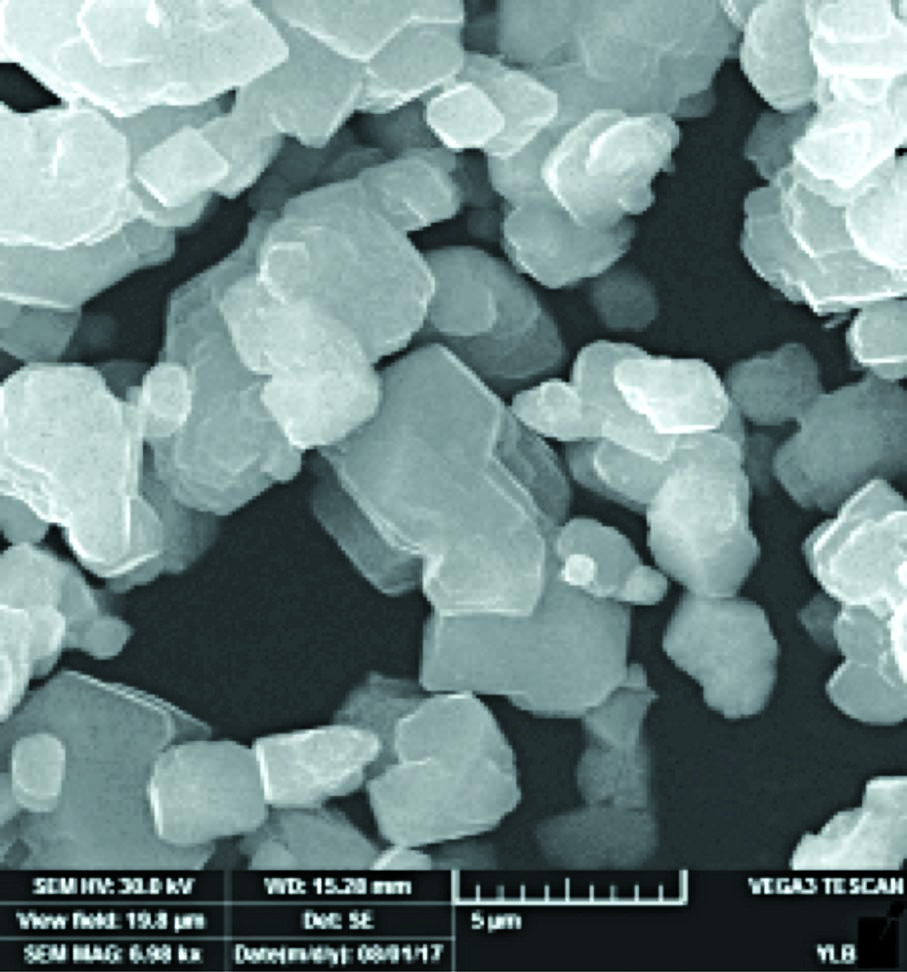 SEM HV: 30.0 kV
WD: 15.20 mm
VEGA3 TESCAN
View field: 19.8 µm
Det: SE
5 µm
SEM MAG: 6.98 kx
Date(m/d/y): 08/01/17
YLB